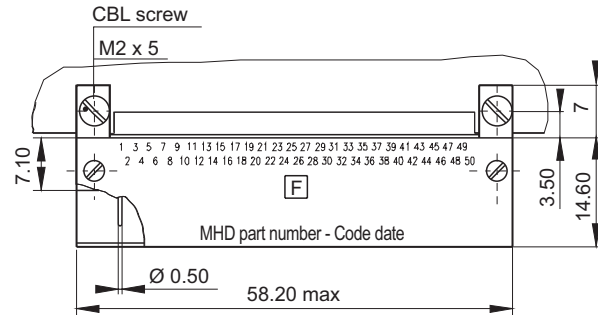 CBL screw
M2 x 5
7
1 3 5 7 9 11 13 15 17 19 21 23 25 27 29 31 33 35 37 39 41 43 45 47 49
2 4 6 8 10 12 14 16 18 20 22 24 26 28 30 32 34 36 38 40 42 44 46 48 50
7.10
3.50
14.60
F
MHD part number - Code date
Ø 0.50
58.20 max